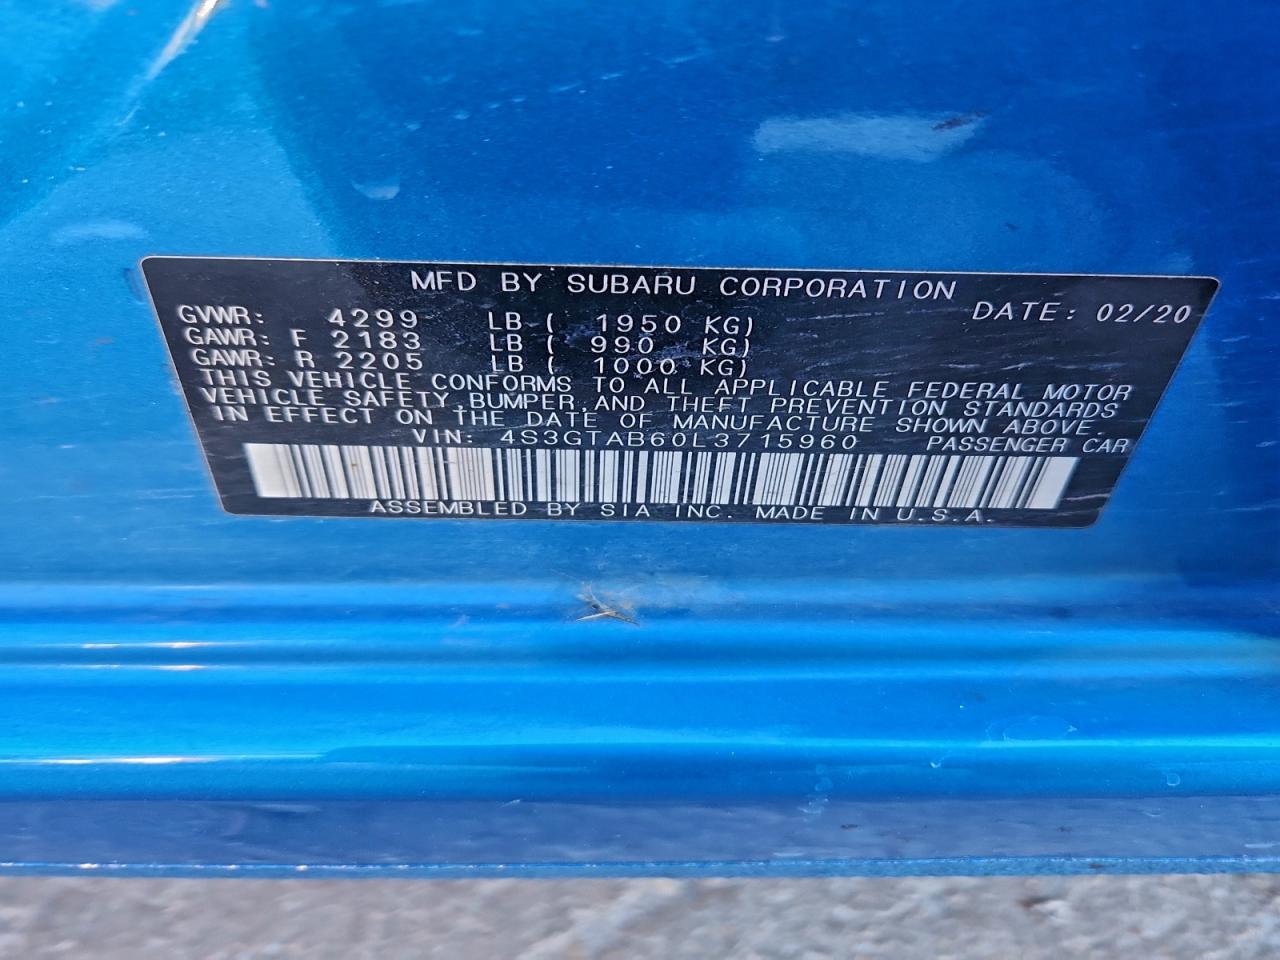 MFD BY SUBARU CORPORATION
GVWR: 4299 LB ( 1950 KG) DATE: 02/20
GAWR: F 2183 LB ( 990 KG)
GAWR: R 2205 LB ( 1000 KG)
THIS VEHICLE CONFORMS TO ALL APPLICABLE FEDERAL MOTOR
VEHICLE SAFETY, BUMPER, AND THEFT PREVENTION STANDARDS
IN EFFECT ON THE DATE OF MANUFACTURE SHOWN ABOVE.
VIN: 4S3GTAB60L3715960 PASSENGER CAR
ASSEMBLED BY SIA INC. MADE IN U.S.A.